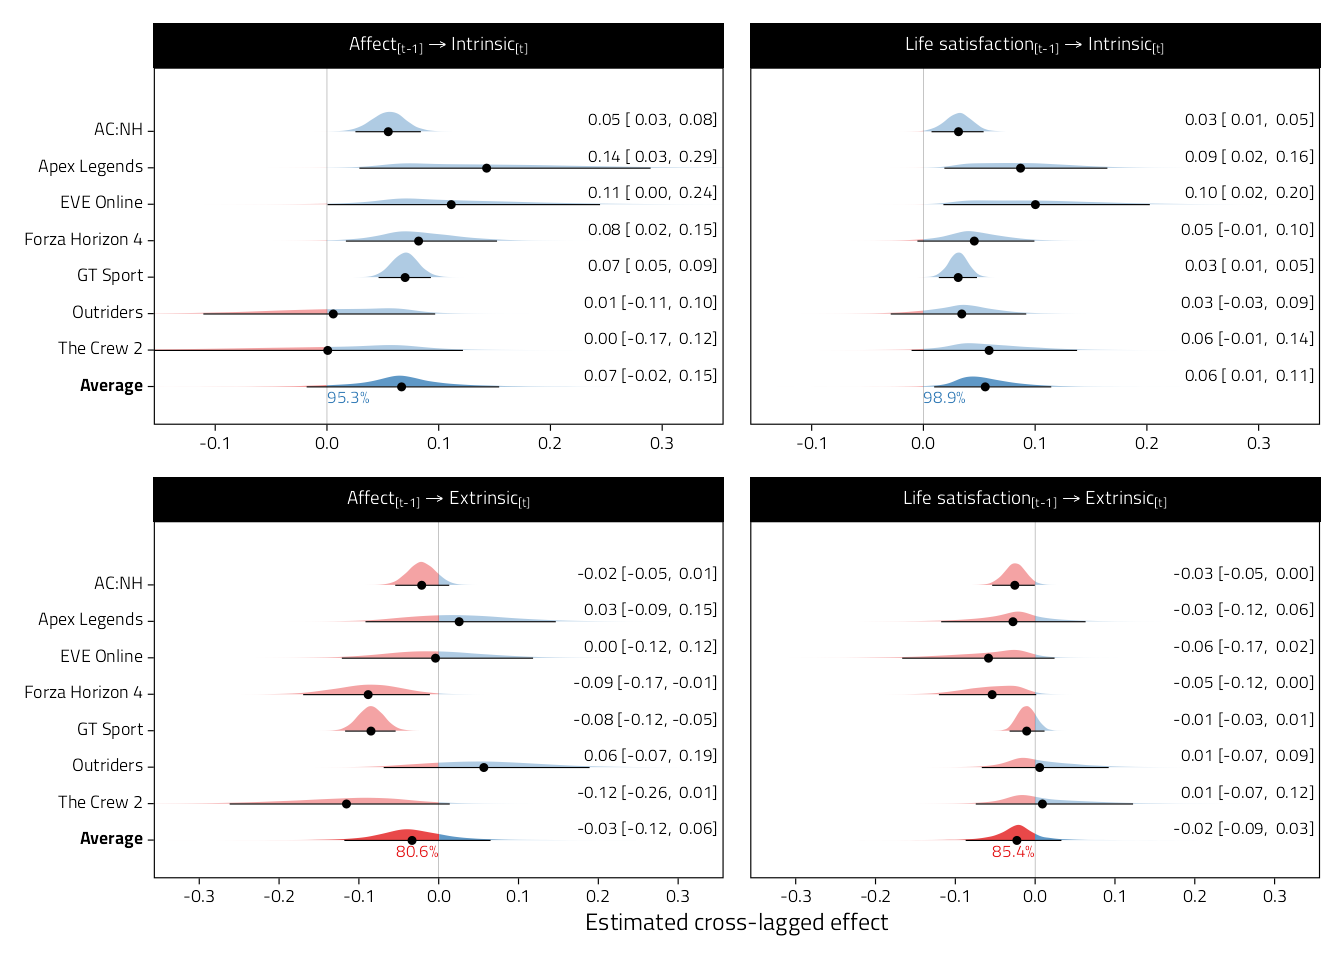 Affect[t-1] → Intrinsic[t]
Life satisfaction[t-1] → Intrinsic[t]
AC:NH
0.05 [ 0.03, 0.08]
0.03 [ 0.01, 0.05]
Apex Legends
0.14 [ 0.03, 0.29]
0.09 [ 0.02, 0.16]
EVE Online
0.11 [ 0.00, 0.24]
0.10 [ 0.02, 0.20]
Forza Horizon 4
0.08 [ 0.02, 0.15]
0.05 [-0.01, 0.10]
GT Sport
0.07 [ 0.05, 0.09]
0.03 [ 0.01, 0.05]
Outriders
0.01 [-0.11, 0.10]
0.03 [-0.03, 0.09]
The Crew 2
0.00 [-0.17, 0.12]
0.06 [-0.01, 0.14]
Average
0.07 [-0.02, 0.15]
0.06 [ 0.01, 0.11]
95.3%
98.9%
-0.1 0.0 0.1 0.2 0.3
-0.1 0.0 0.1 0.2 0.3
Affect[t-1] → Extrinsic[t]
Life satisfaction[t-1] → Extrinsic[t]
AC:NH
-0.02 [-0.05, 0.01]
-0.03 [-0.05, 0.00]
Apex Legends
0.03 [-0.09, 0.15]
-0.03 [-0.12, 0.06]
EVE Online
0.00 [-0.12, 0.12]
-0.06 [-0.17, 0.02]
Forza Horizon 4
-0.09 [-0.17, -0.01]
-0.05 [-0.12, 0.00]
GT Sport
-0.08 [-0.12, -0.05]
-0.01 [-0.03, 0.01]
Outriders
0.06 [-0.07, 0.19]
0.01 [-0.07, 0.09]
The Crew 2
-0.12 [-0.26, 0.01]
0.01 [-0.07, 0.12]
Average
-0.03 [-0.12, 0.06]
-0.02 [-0.09, 0.03]
80.6%
85.4%
-0.3 -0.2 -0.1 0.0 0.1 0.2 0.3
-0.3 -0.2 -0.1 0.0 0.1 0.2 0.3
Estimated cross-lagged effect